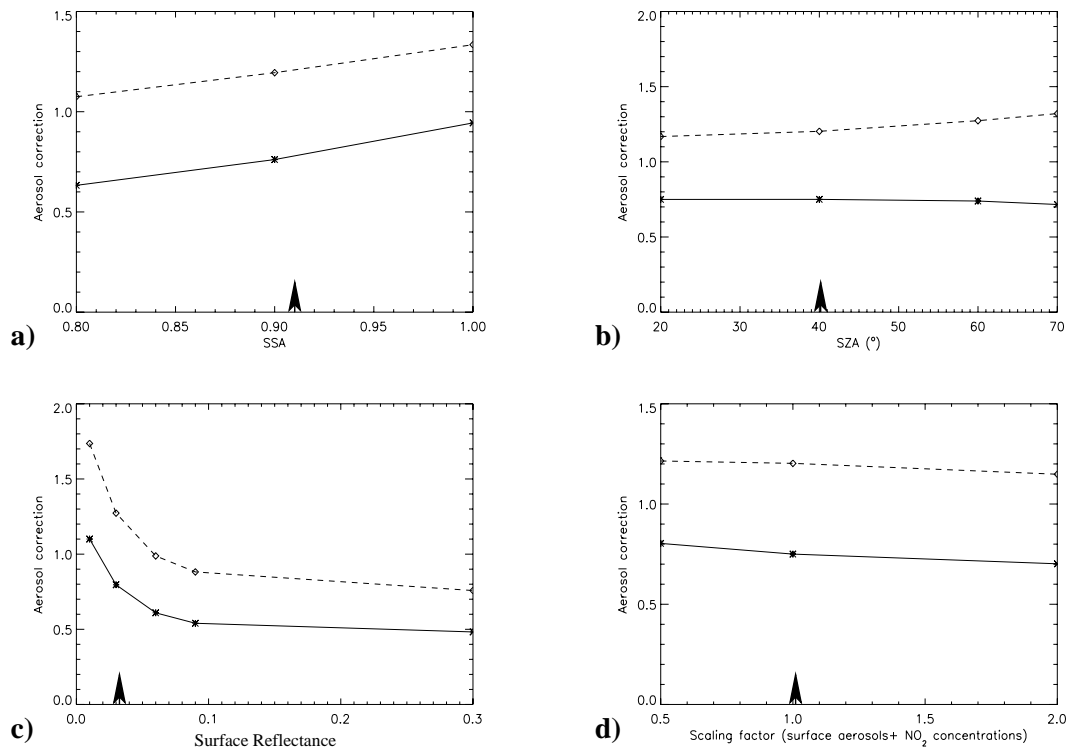 1.5
1.0
0.5
0.0
Aerosol correction
0.80 0.85 0.90 0.95 1.00
SSA
a)
2.0
1.5
1.0
0.5
0.0
Aerosol correction
20 30 40 50 60 70
SZA (°)
b)
2.0
1.5
1.0
0.5
0.0
Aerosol correction
0.0 0.1 0.2 0.3
Surface Reflectance
c)
1.5
1.0
0.5
0.0
Aerosol correction
0.5 1.0 1.5 2.0
Scaling factor (surface aerosols+ NO₂ concentrations)
d)